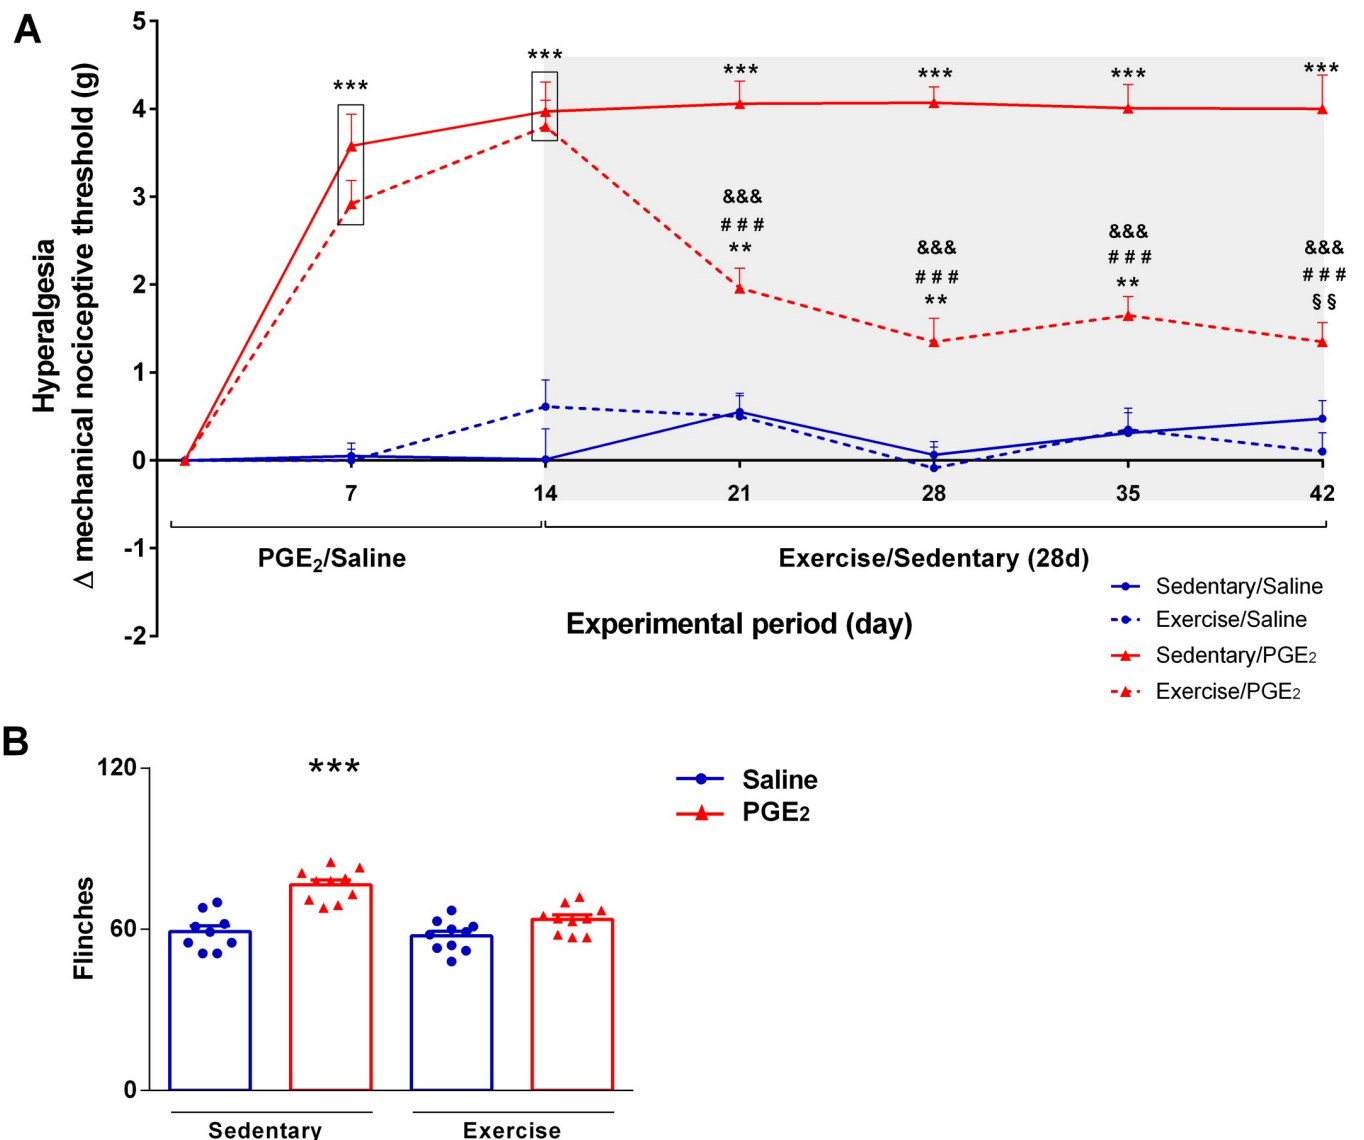 A
Hyperalgesia
Δ mechanical nociceptive threshold (g)
5
4
3
2
1
0
-1
-2
***
***
***
***
***
***
&&&
# # #
**
&&&
# # #
**
&&&
# # #
**
&&&
# # #
§ §
7 14 21 28 35 42
PGE₂/Saline
Exercise/Sedentary (28d)
Experimental period (day)
Sedentary/Saline
Exercise/Saline
Sedentary/PGE₂
Exercise/PGE₂
B
Flinches
120
60
0
***
Saline
PGE₂
Sedentary
Exercise